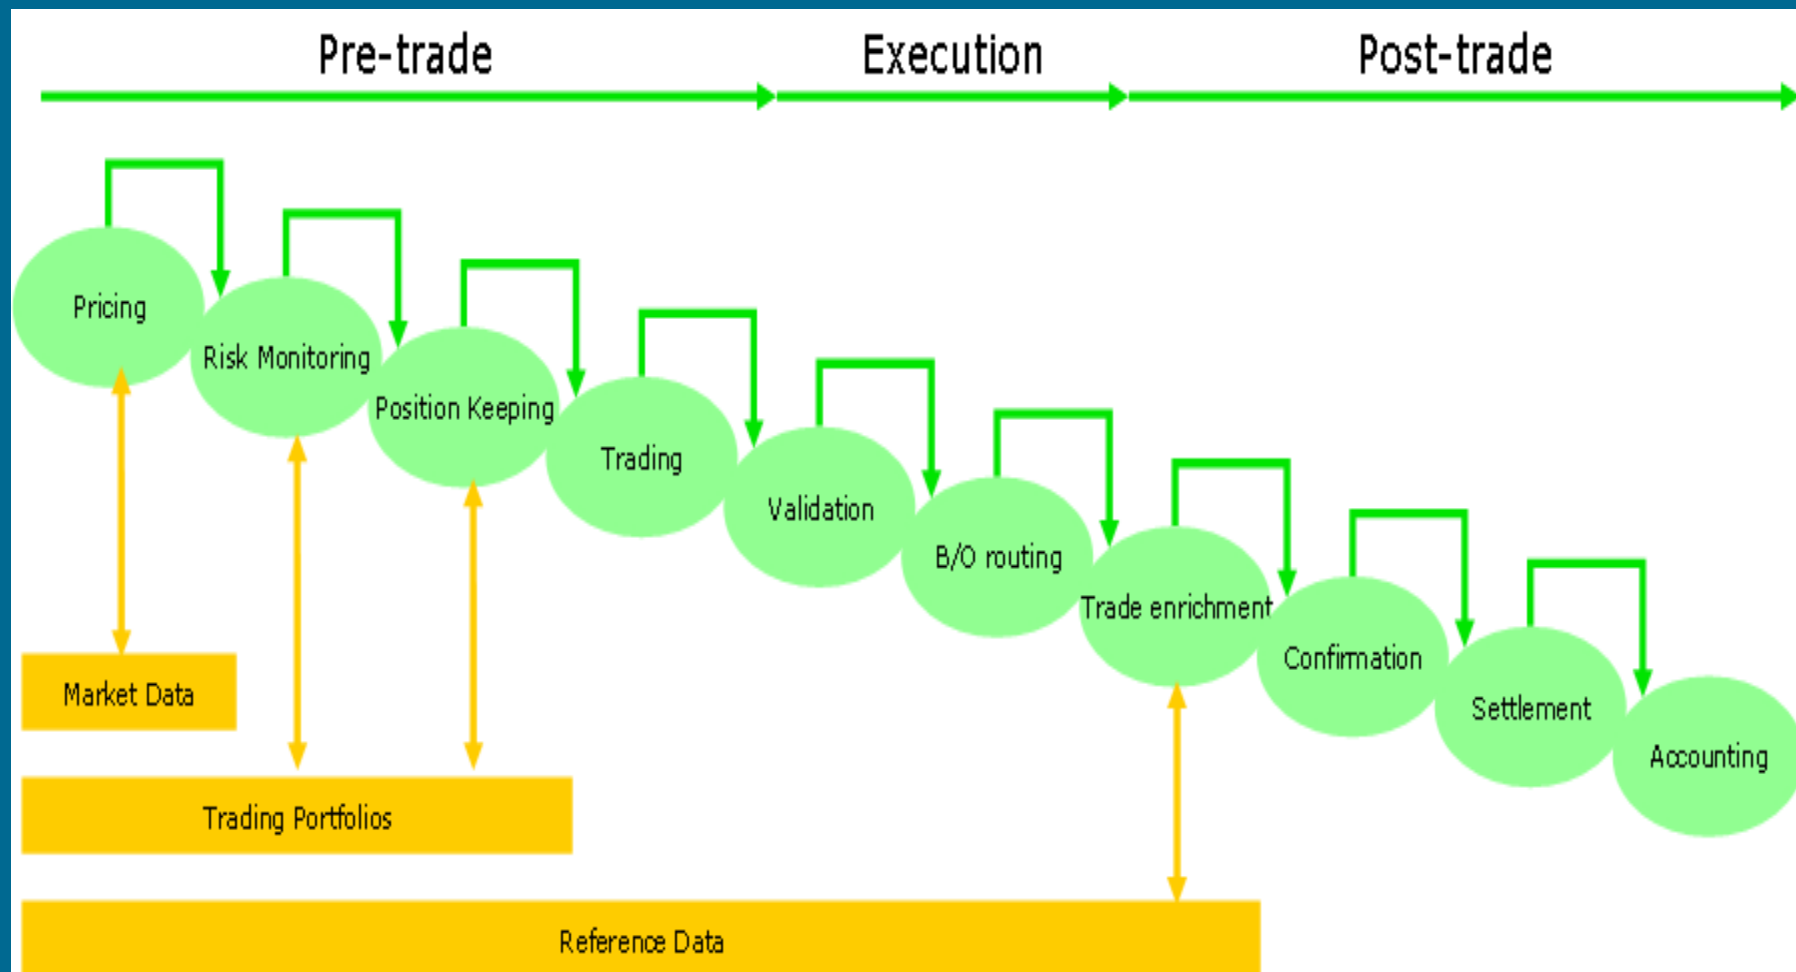 Pre-trade
Execution
Post-trade
Pricing
Risk Monitoring
Position Keeping
Trading
Validation
B/O routing
Trade enrichment
Confirmation
Settlement
Accounting
Market Data
Trading Portfolios
Reference Data